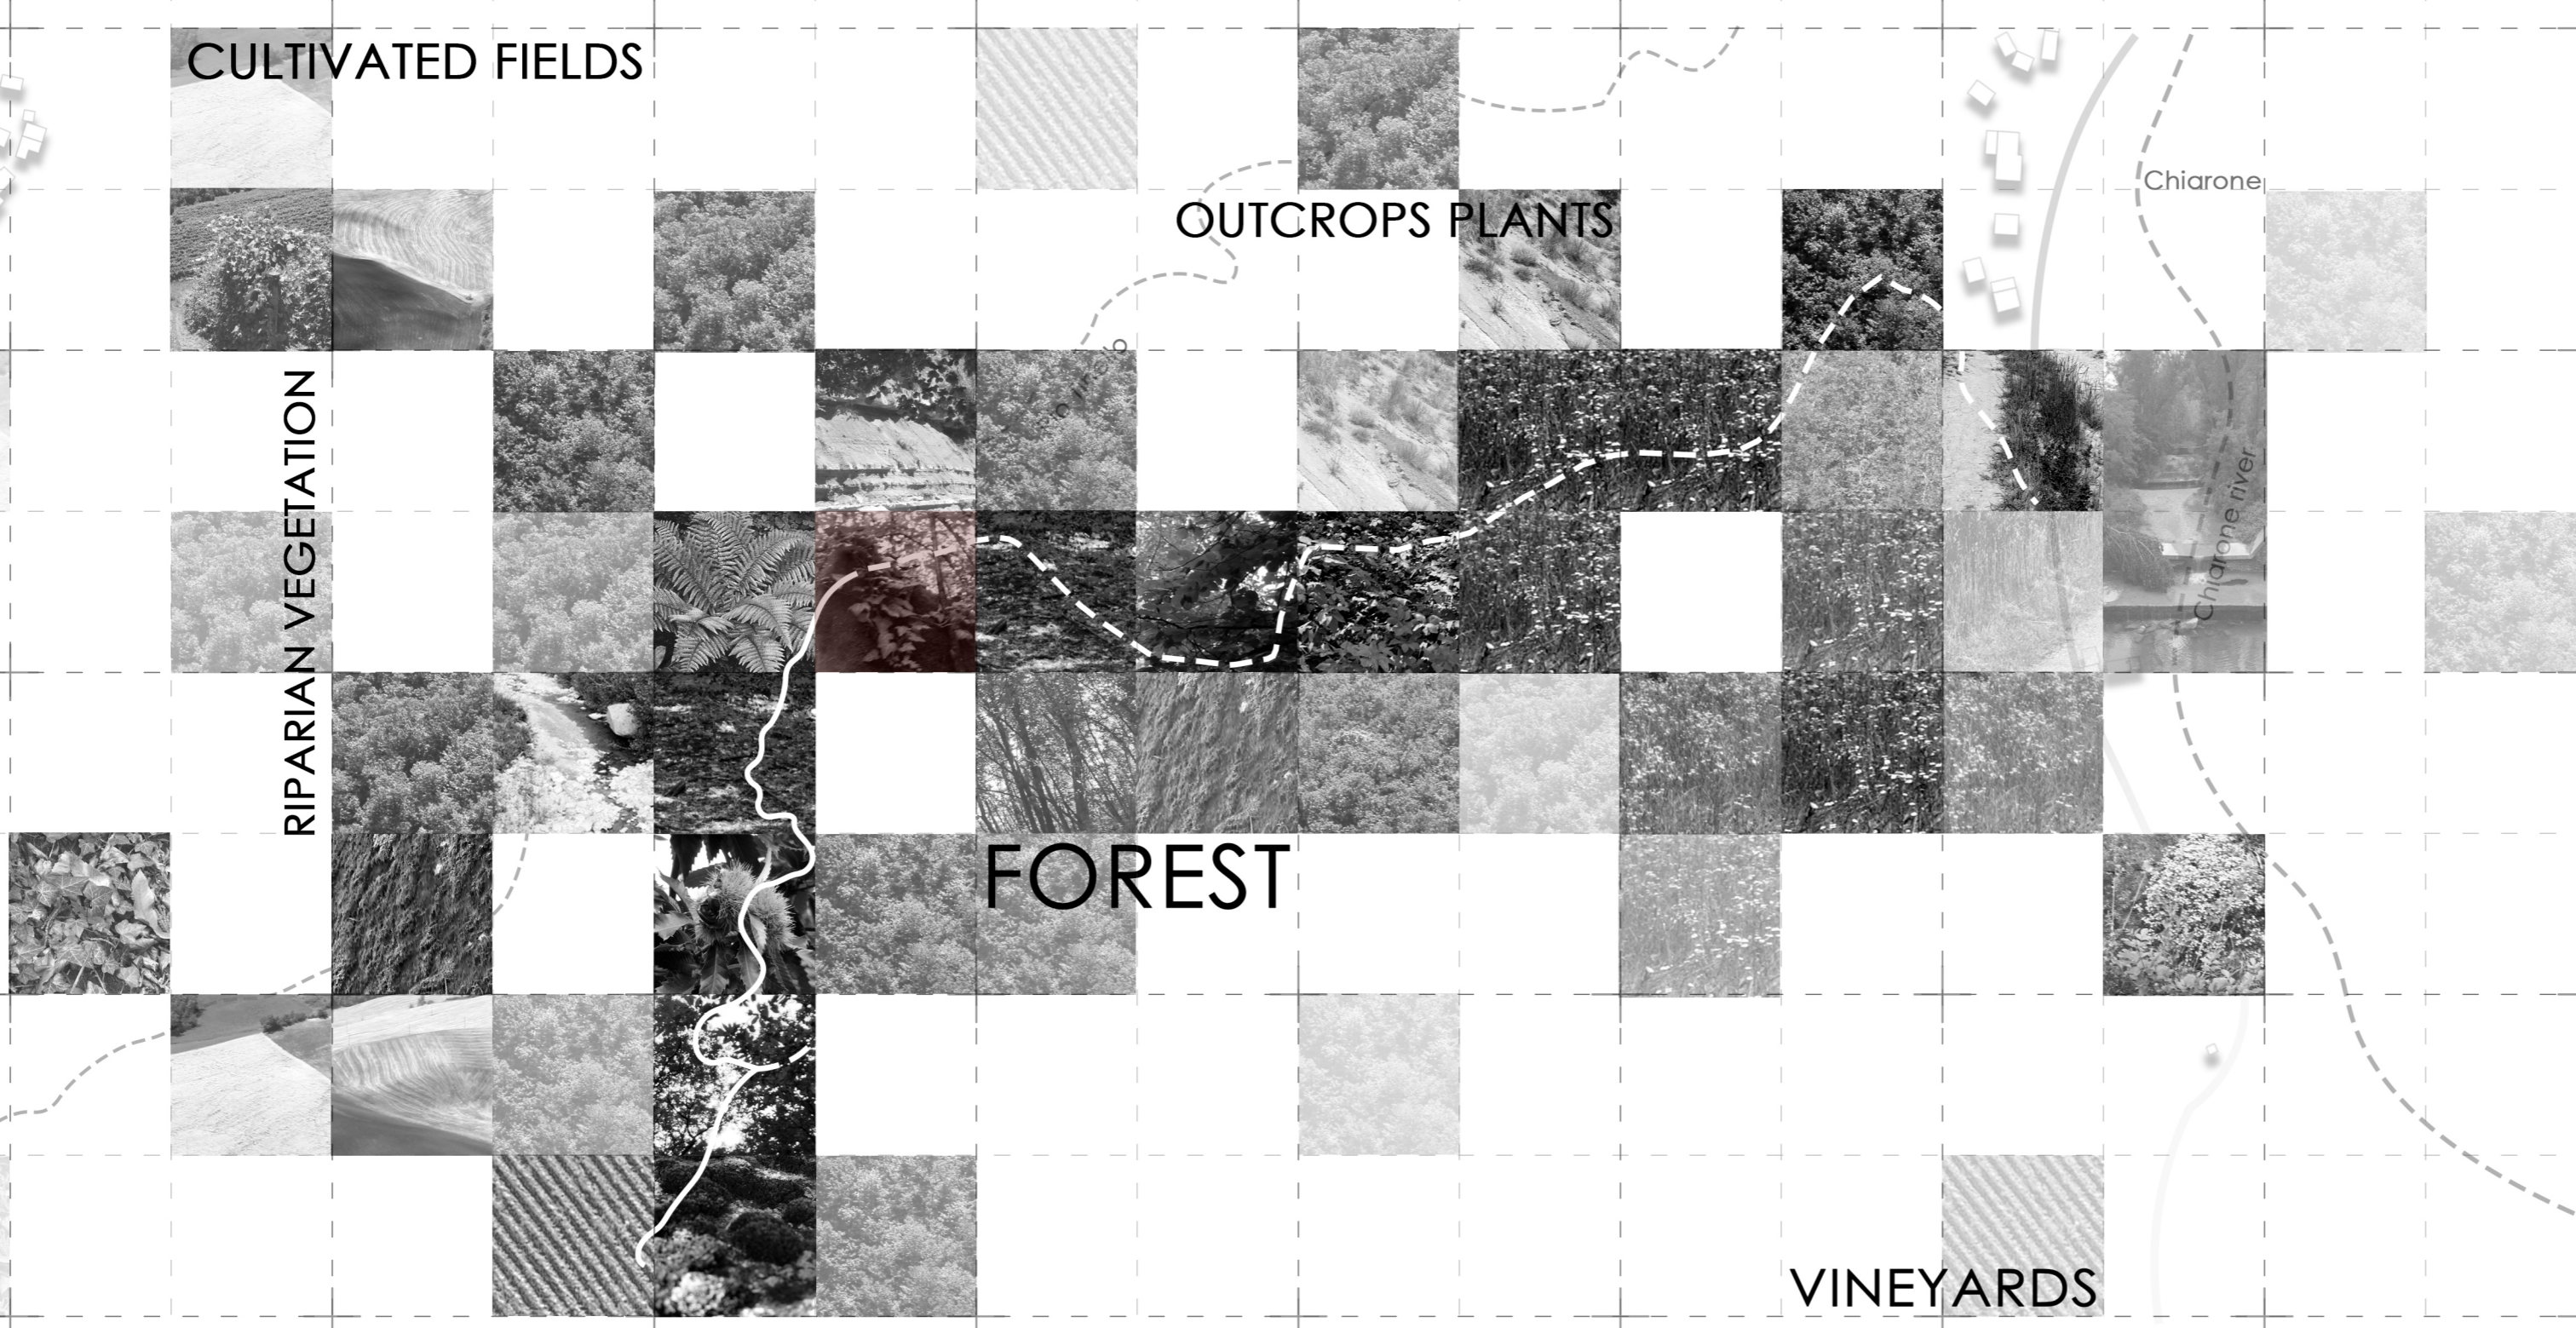 CULTIVATED FIELDS
Chiarone
OUTCROPS PLANTS
RIPARIAN VEGETATION
Chiarone river
FOREST
VINEYARDS